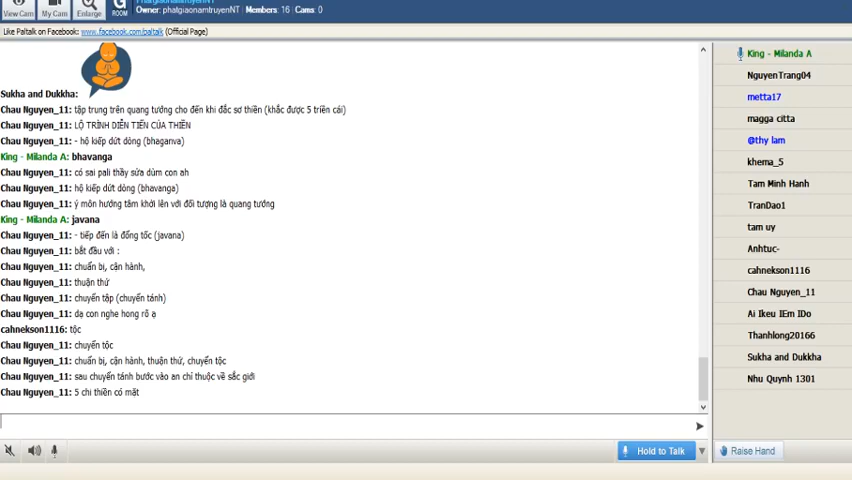 phatgiaonamtruyenNT
View Cam
My Cam
Enlarge
G
ROOM
Owner: phatgiaonamtruyenNT | Members: 16 | Cams: 0
Like Paltalk on Facebook: www.facebook.com/paltalk (Official Page)
Sukha and Dukkha:
Chau Nguyen_11: tập trung trên quang tướng cho đến khi đắc sơ thiền (khắc được 5 triền cái)
Chau Nguyen_11: LỘ TRÌNH DIỄN TIẾN CỦA THIỀN
Chau Nguyen_11: - hộ kiếp dứt dòng (bhaganva)
King - Milanda A: bhavanga
Chau Nguyen_11: có sai pali thầy sửa dùm con ah
Chau Nguyen_11: hộ kiếp dứt dòng (bhavanga)
Chau Nguyen_11: ý môn hướng tâm khởi lên với đối tượng là quang tướng
King - Milanda A: javana
Chau Nguyen_11: - tiếp đến là đổng tốc (javana)
Chau Nguyen_11: bắt đầu với :
Chau Nguyen_11: chuẩn bị, cận hành,
Chau Nguyen_11: thuận thứ
Chau Nguyen_11: chuyển tập (chuyển tánh)
Chau Nguyen_11: dạ con nghe hong rõ ạ
cahnekson1116: tộc
Chau Nguyen_11: chuyển tộc
Chau Nguyen_11: chuẩn bị, cận hành, thuận thứ, chuyển tộc
Chau Nguyen_11: sau chuyển tánh bước vào an chỉ thuộc về sắc giới
Chau Nguyen_11: 5 chi thiền có mặt
Hold to Talk
King - Milanda A
NguyenTrang04
metta17
magga citta
@thy lam
khema_5
Tam Minh Hanh
TranDao1
tam uy
Anhtuc-
cahnekson1116
Chau Nguyen_11
Ai Ikeu IEm IDo
Thanhlong20166
Sukha and Dukkha
Nhu Quynh 1301
Raise Hand